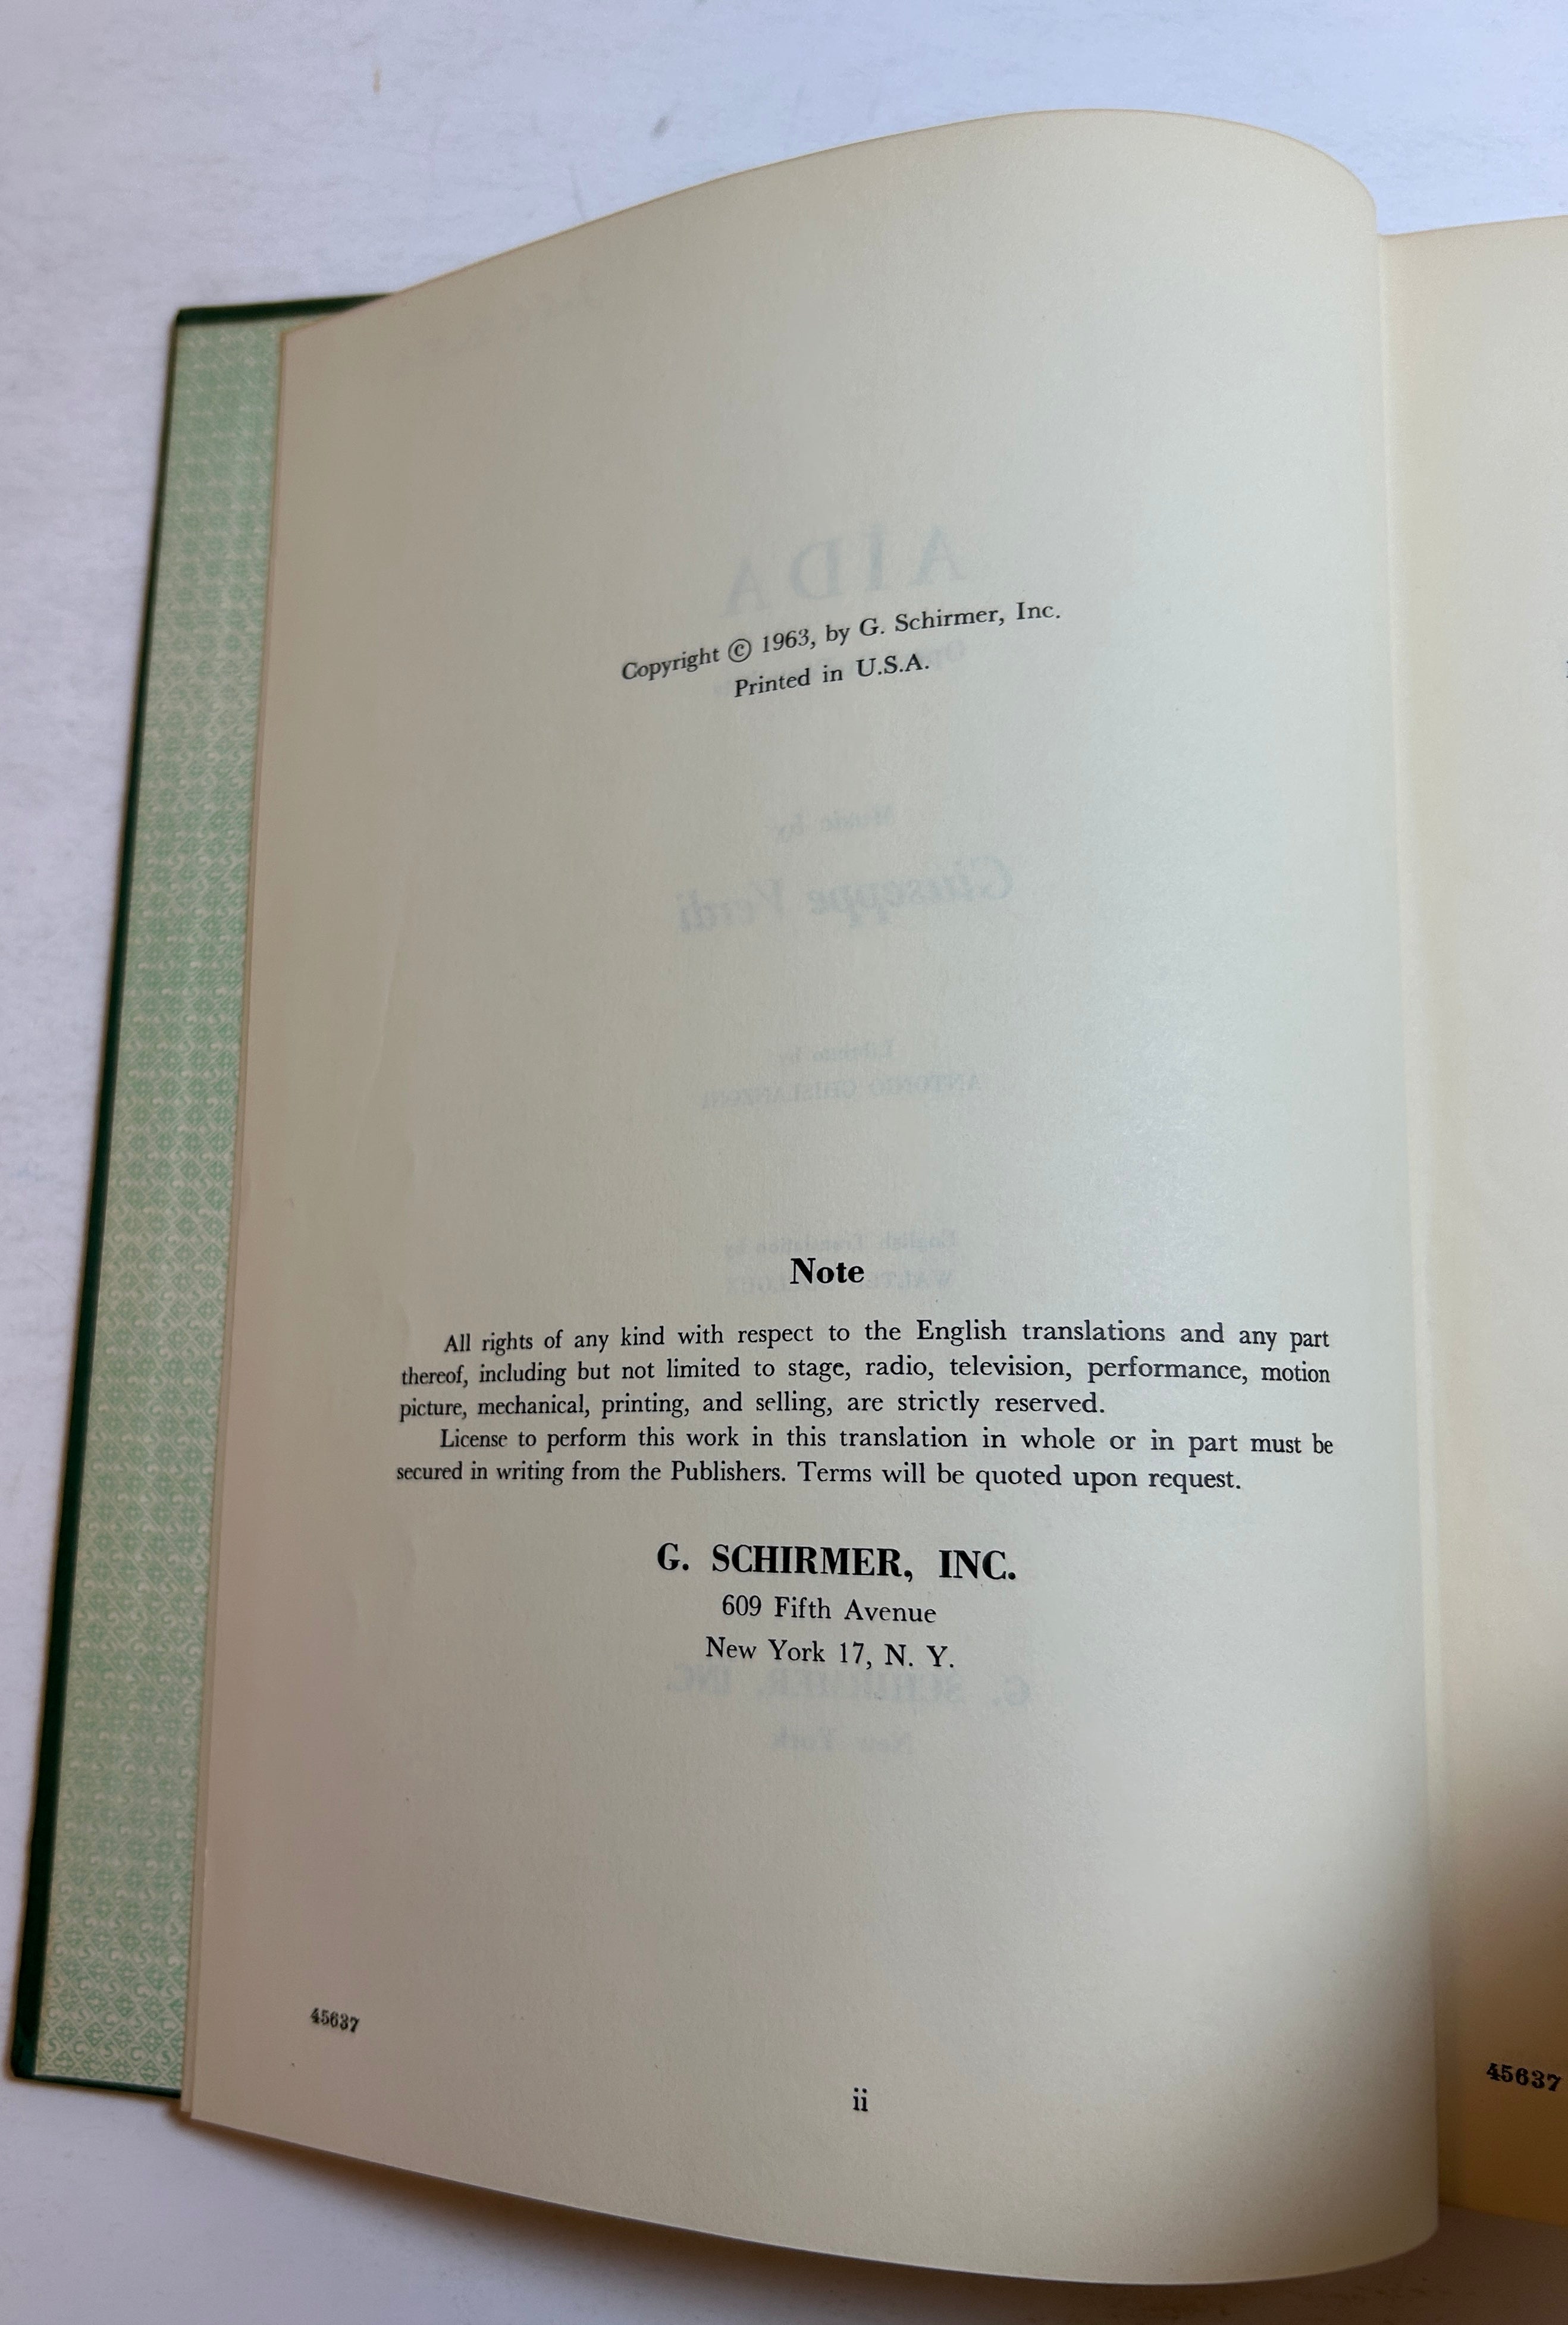 Copyright © 1963, by G. Schirmer, Inc.
Printed in U.S.A.
Note
All rights of any kind with respect to the English translations and any part
thereof, including but not limited to stage, radio, television, performance, motion
picture, mechanical, printing, and selling, are strictly reserved.
License to perform this work in this translation in whole or in part must be
secured in writing from the Publishers. Terms will be quoted upon request.
G. SCHIRMER, INC.
609 Fifth Avenue
New York 17, N. Y.
45637
ii
45637